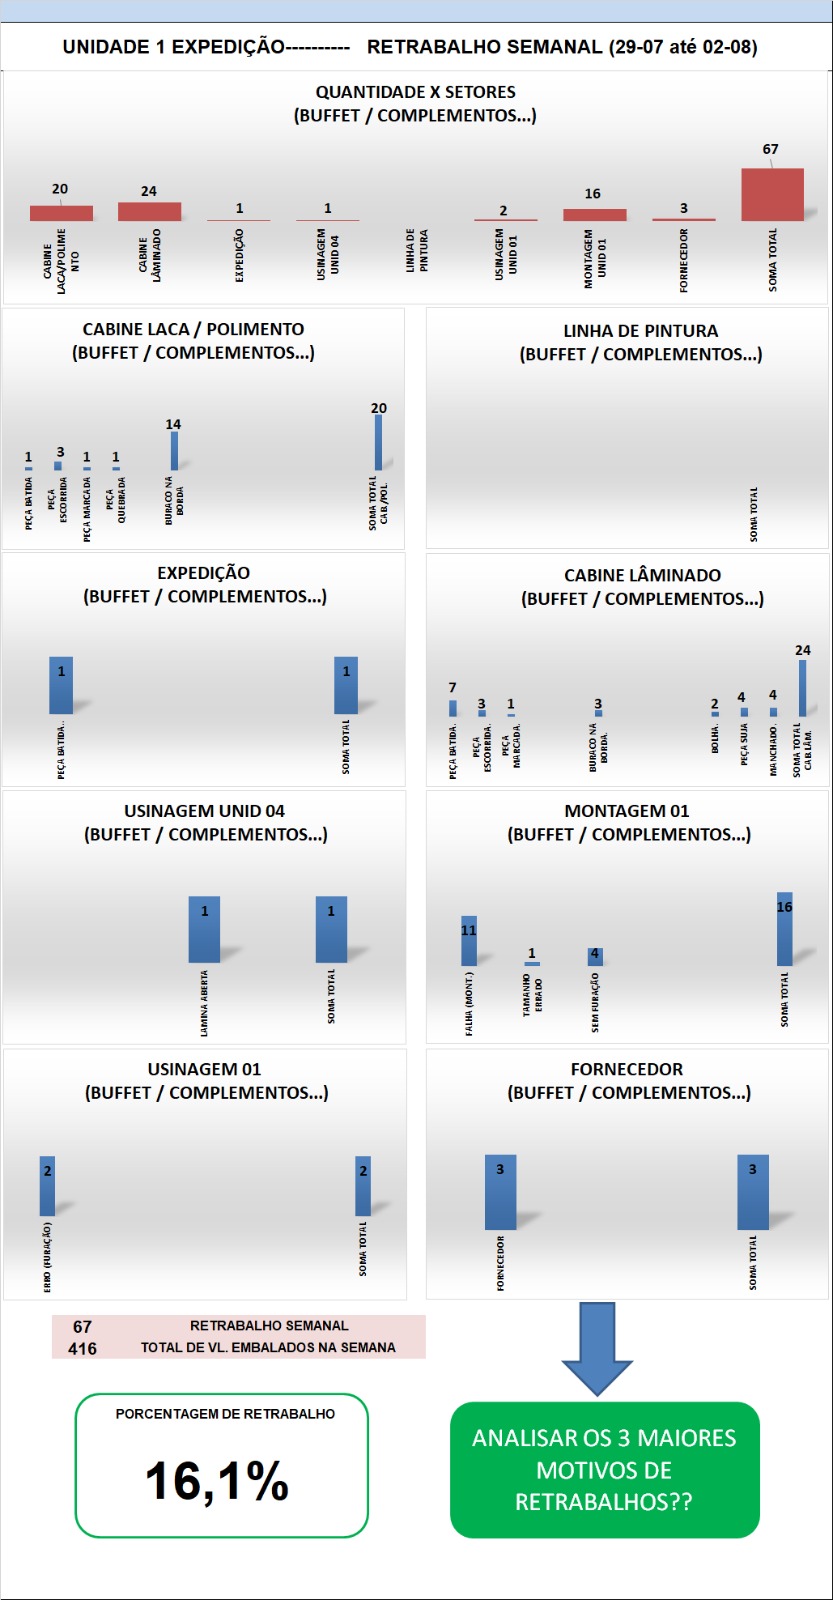 UNIDADE 1 EXPEDIÇÃO---------- RETRABALHO SEMANAL (29-07 até 02-08)
QUANTIDADE X SETORES
(BUFFET / COMPLEMENTOS...)
20
24
1
1
2
16
3
67
CABINE
LACA/POLIME
NTO
CABINE
LÂMINADO
EXPEDIÇÃO
USINAGEM
UNID 04
LINHA DE
PINTURA
USINAGEM
UNID 01
MONTAGEM
UNID 01
FORNECEDOR
SOMA TOTAL
CABINE LACA / POLIMENTO
(BUFFET / COMPLEMENTOS...)
1
3
1
1
14
20
PEÇA BATIDA
PEÇA
ESCORRIDA
PEÇA MARCADA
PEÇA
QUEBRADA
BURACO NA
BORDA
SOMA TOTAL
CAB./POL.
LINHA DE PINTURA
(BUFFET / COMPLEMENTOS...)
SOMA TOTAL
EXPEDIÇÃO
(BUFFET / COMPLEMENTOS...)
1
1
PEÇA BATIDA..
SOMA TOTAL
CABINE LÂMINADO
(BUFFET / COMPLEMENTOS...)
7
3
1
3
2
4
4
24
PEÇA BATIDA.
PEÇA
ESCORRIDA.
PEÇA
MARCADA.
BURACO NA
BORDA.
BOLHA.
PEÇA SUJA
MANCHADO.
SOMA TOTAL
CAB.LÂM.
USINAGEM UNID 04
(BUFFET / COMPLEMENTOS...)
1
1
LAMINA ABERTA
SOMA TOTAL
MONTAGEM 01
(BUFFET / COMPLEMENTOS...)
11
1
4
16
FALHA (MONT.)
TAMANHO
ERRADO
SEM FURAÇÃO
SOMA TOTAL
USINAGEM 01
(BUFFET / COMPLEMENTOS...)
2
2
ERRO (FURAÇÃO)
SOMA TOTAL
FORNECEDOR
(BUFFET / COMPLEMENTOS...)
3
3
FORNECEDOR
SOMA TOTAL
67 RETRABALHO SEMANAL
416 TOTAL DE VL. EMBALADOS NA SEMANA
PORCENTAGEM DE RETRABALHO
16,1%
ANALISAR OS 3 MAIORES
MOTIVOS DE
RETRABALHOS??